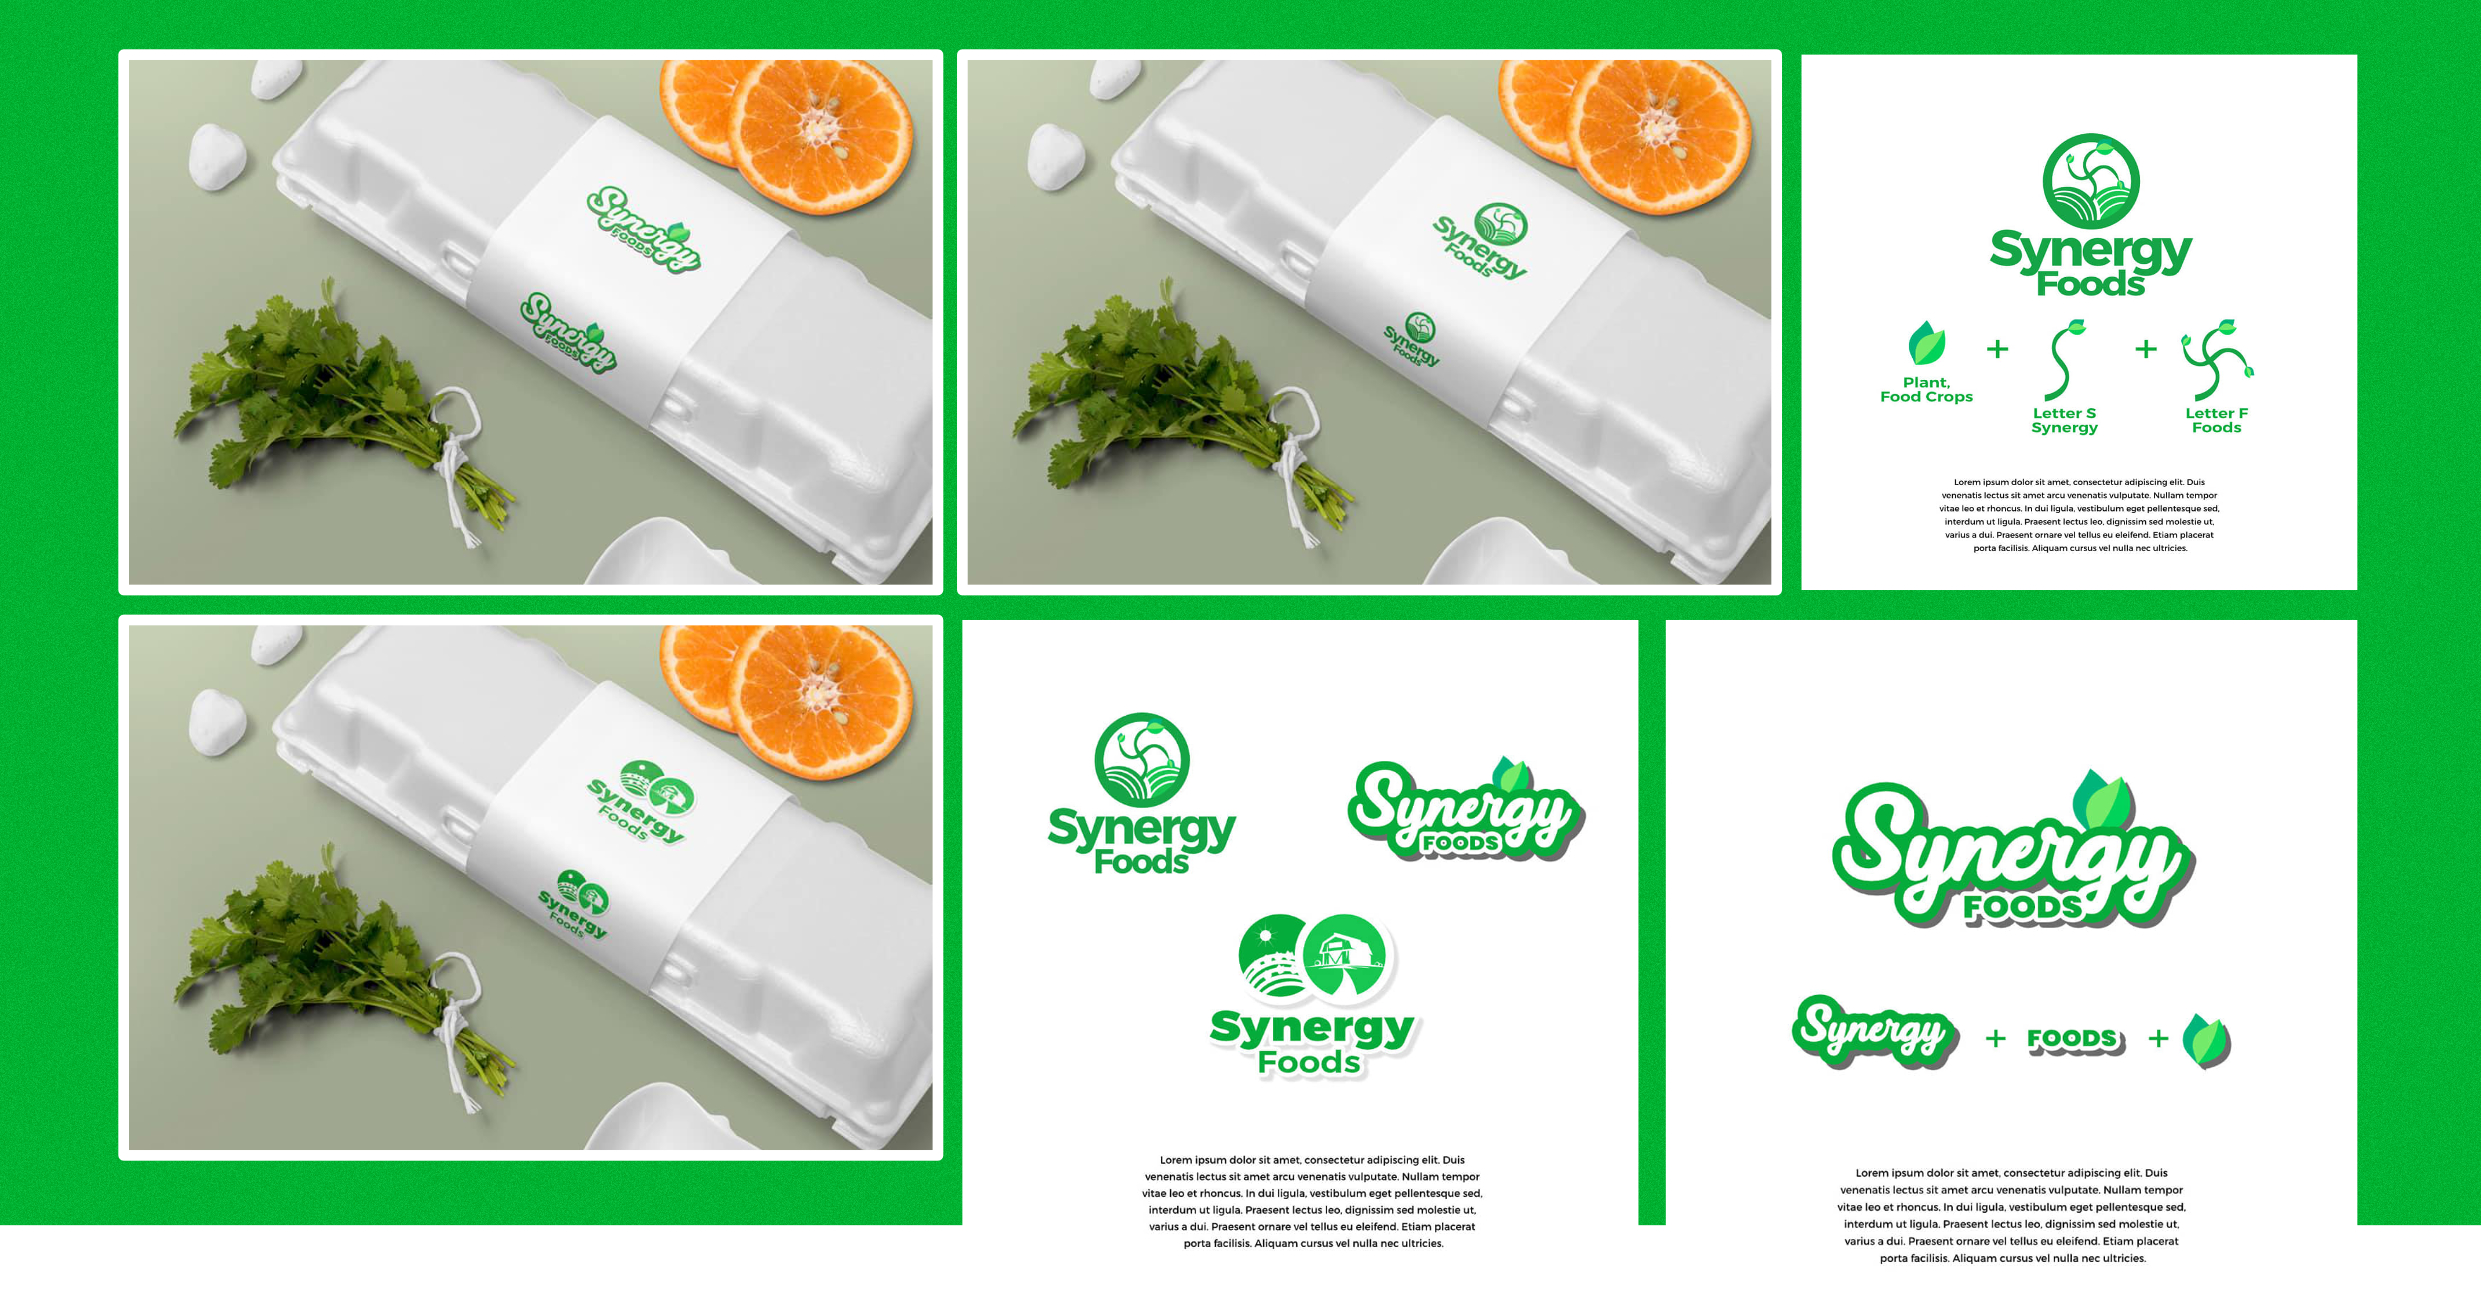 Synergy
FOODS
Synergy
FOODS
Synergy
Foods
Synergy
Foods
Synergy
Foods
Plant,
Food Crops
+
Letter S
Synergy
+
Letter F
Foods
Lorem ipsum dolor sit amet, consectetur adipiscing elit. Duis
venenatis lectus sit amet arcu venenatis vulputate. Nullam tempor
vitae leo et rhoncus. In dui ligula, vestibulum eget pellentesque sed,
interdum ut ligula. Praesent lectus leo, dignissim sed molestie ut,
varius a dui. Praesent ornare vel tellus eu eleifend. Etiam placerat
porta facilisis. Aliquam cursus vel nulla nec ultricies.
Synergy
Foods
Synergy
Foods
Synergy
Foods
Synergy
FOODS
Synergy
Foods
Lorem ipsum dolor sit amet, consectetur adipiscing elit. Duis
venenatis lectus sit amet arcu venenatis vulputate. Nullam tempor
vitae leo et rhoncus. In dui ligula, vestibulum eget pellentesque sed,
interdum ut ligula. Praesent lectus leo, dignissim sed molestie ut,
varius a dui. Praesent ornare vel tellus eu eleifend. Etiam placerat
porta facilisis. Aliquam cursus vel nulla nec ultricies.
Synergy
FOODS
Synergy + FOODS +
Lorem ipsum dolor sit amet, consectetur adipiscing elit. Duis
venenatis lectus sit amet arcu venenatis vulputate. Nullam tempor
vitae leo et rhoncus. In dui ligula, vestibulum eget pellentesque sed,
interdum ut ligula. Praesent lectus leo, dignissim sed molestie ut,
varius a dui. Praesent ornare vel tellus eu eleifend. Etiam placerat
porta facilisis. Aliquam cursus vel nulla nec ultricies.